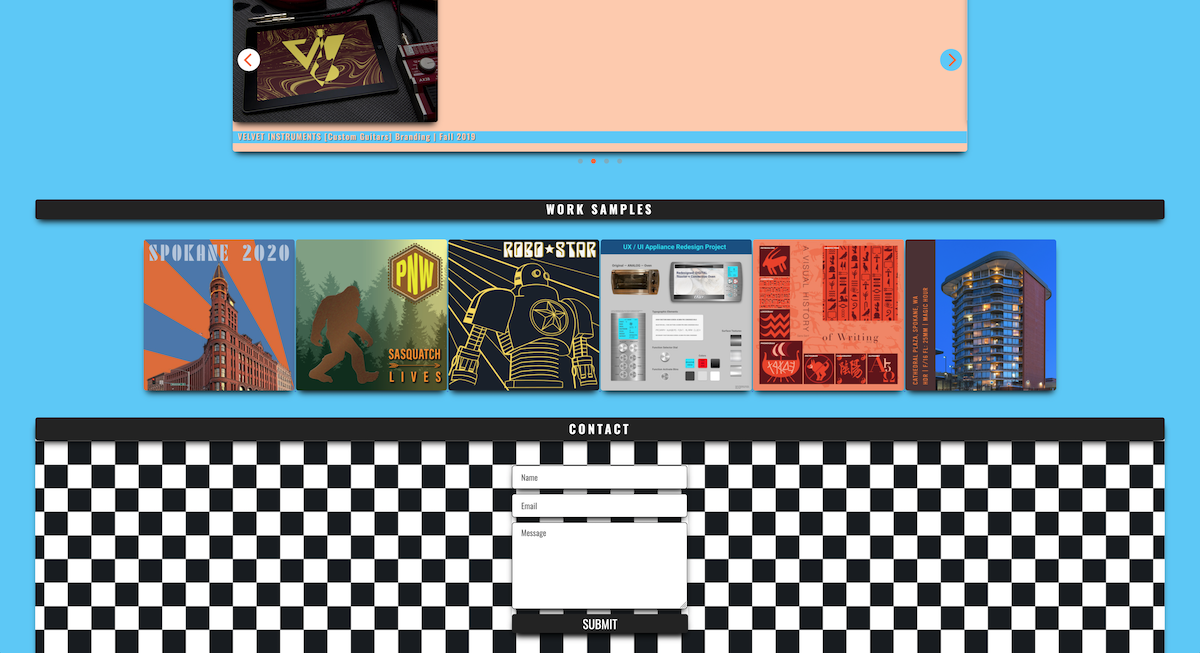 VELVET INSTRUMENTS [Custom Guitars] Branding | Fall 2019
WORK SAMPLES
SPOKANE 2020
PNW
SASQUATCH
LIVES
ROBO★STAR
UX / UI Appliance Redesign Project
A VISUAL HISTORY
of Writing
CATHEDRAL PLAZA, SPOKANE, WA
CONTACT
Name
Email
Message
SUBMIT